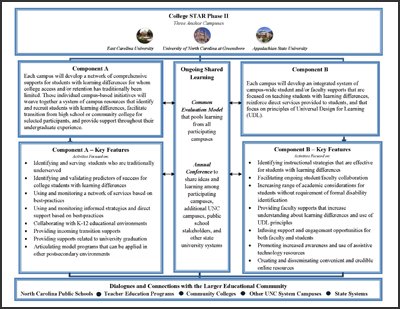 College STAR Phase II
Three Anchor Campuses
East Carolina University
University of North Carolina at Greensboro
Appalachian State University
Component A
Each campus will develop a network of comprehensive
supports for students with learning differences for whom
college access and/or retention has traditionally been
limited. These individual campus-based initiatives will
weave together a system of campus resources that identify
and recruit students with learning differences, facilitate
transition from high school or community college for
selected participants, and provide support throughout their
undergraduate experience.
Ongoing Shared
Learning
Common
Evaluation Model
that pools learning
from all
participating
campuses
Annual
Conference to
share ideas and
learning among
participating
campuses,
additional UNC
campuses, public
school
stakeholders, and
other state
university systems
Component B
Each campus will develop an integrated system of
campus-wide student and/or faculty supports that are
focused on teaching students with learning differences,
reinforce direct services provided to students, and that
focus on principles of Universal Design for Learning
(UDL).
Component A – Key Features
Activities Focused on
• Identifying and serving students who are traditionally
underserved
• Identifying and validating predictors of success for
college students with learning differences
• Using and monitoring a network of services based on
best-practices
• Using and monitoring informed strategies and direct
support based on best-practices
• Collaborating with K-12 educational environments
• Providing incoming transition supports
• Providing supports related to university graduation
• Articulating model programs that can be applied in
other postsecondary environments
Component B – Key Features
Activities Focused on
• Identifying instructional strategies that are effective
for students with learning differences
• Facilitating ongoing student/faculty collaboration
• Increasing range of academic considerations for
students without requirement of formal disability
identification
• Providing faculty supports that increase
understanding about learning differences and use of
UDL principles
• Infusing support and engagement opportunities for
both faculty and students
• Promoting increased awareness and use of assistive
technology resources
• Creating and disseminating convenient and credible
online resources
Dialogues and Connections with the Larger Educational Community
North Carolina Public Schools ● Teacher Education Programs ● Community Colleges ● Other UNC System Campuses ● State Systems